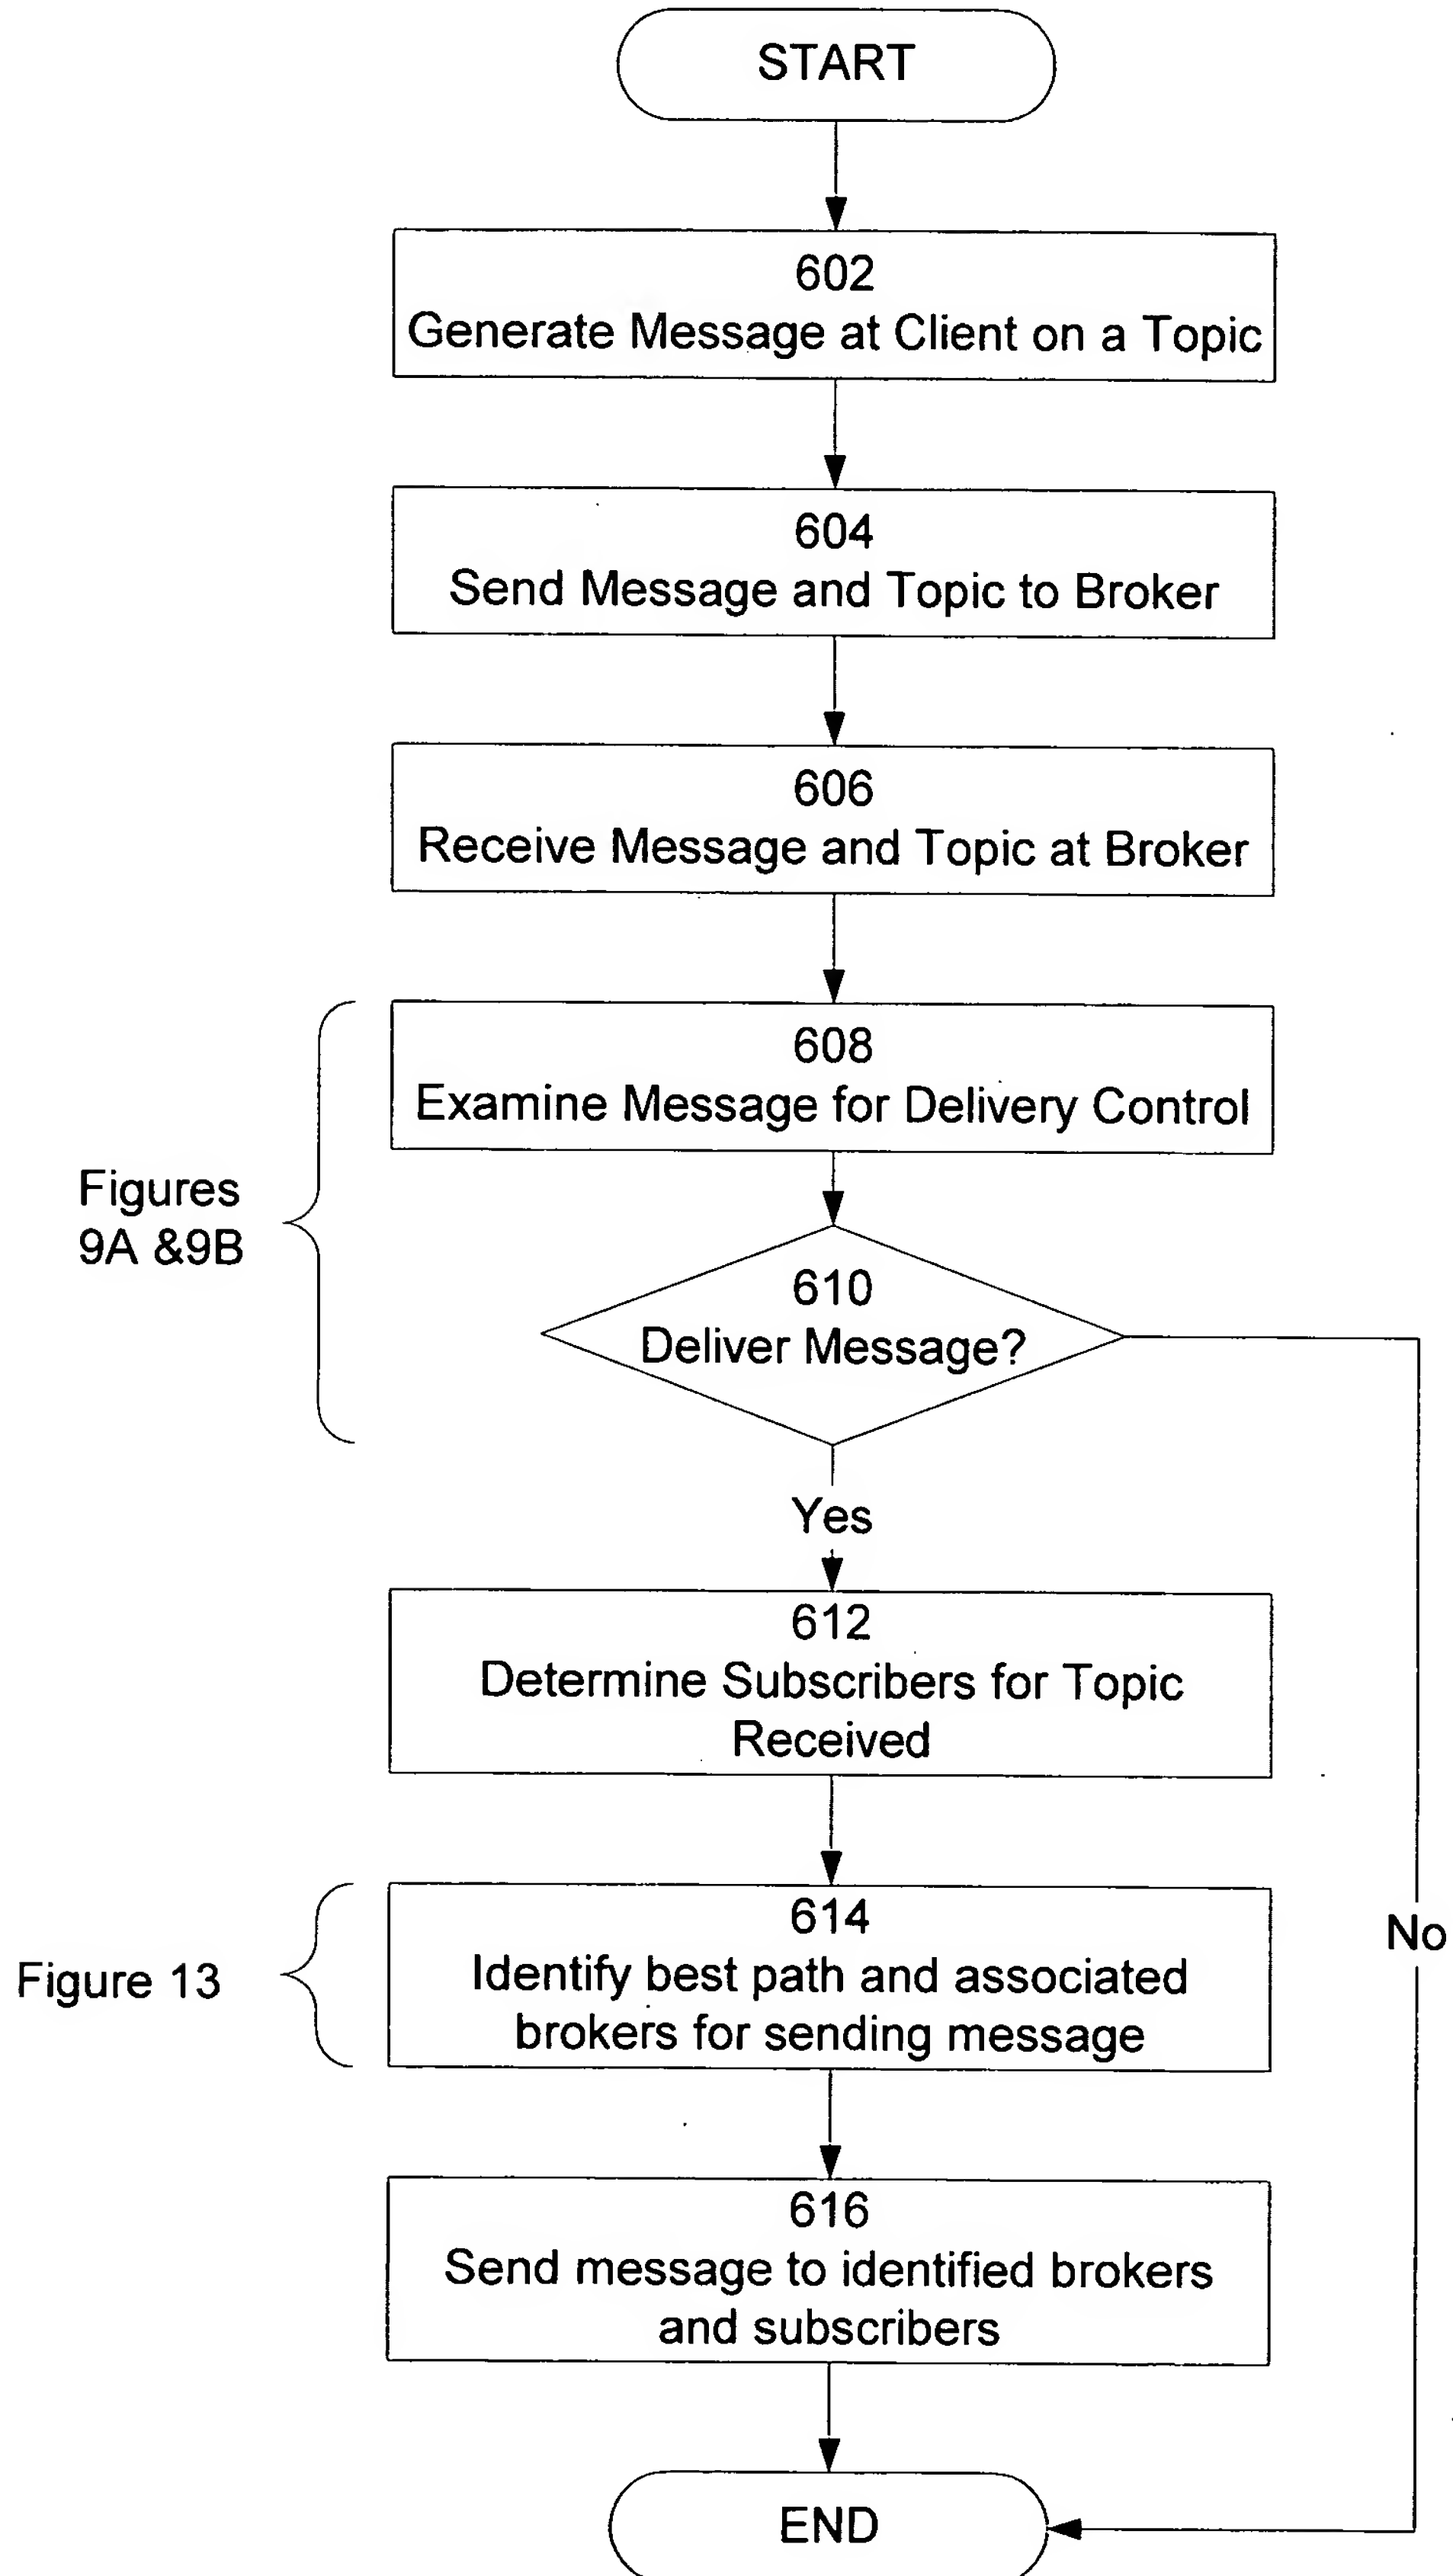 START
602
Generate Message at Client on a Topic
604
Send Message and Topic to Broker
606
Receive Message and Topic at Broker
608
Examine Message for Delivery Control
Figures
9A &9B
610
Deliver Message?
Yes
612
Determine Subscribers for Topic
Received
614
Identify best path and associated
brokers for sending message
Figure 13
No
616
Send message to identified brokers
and subscribers
END